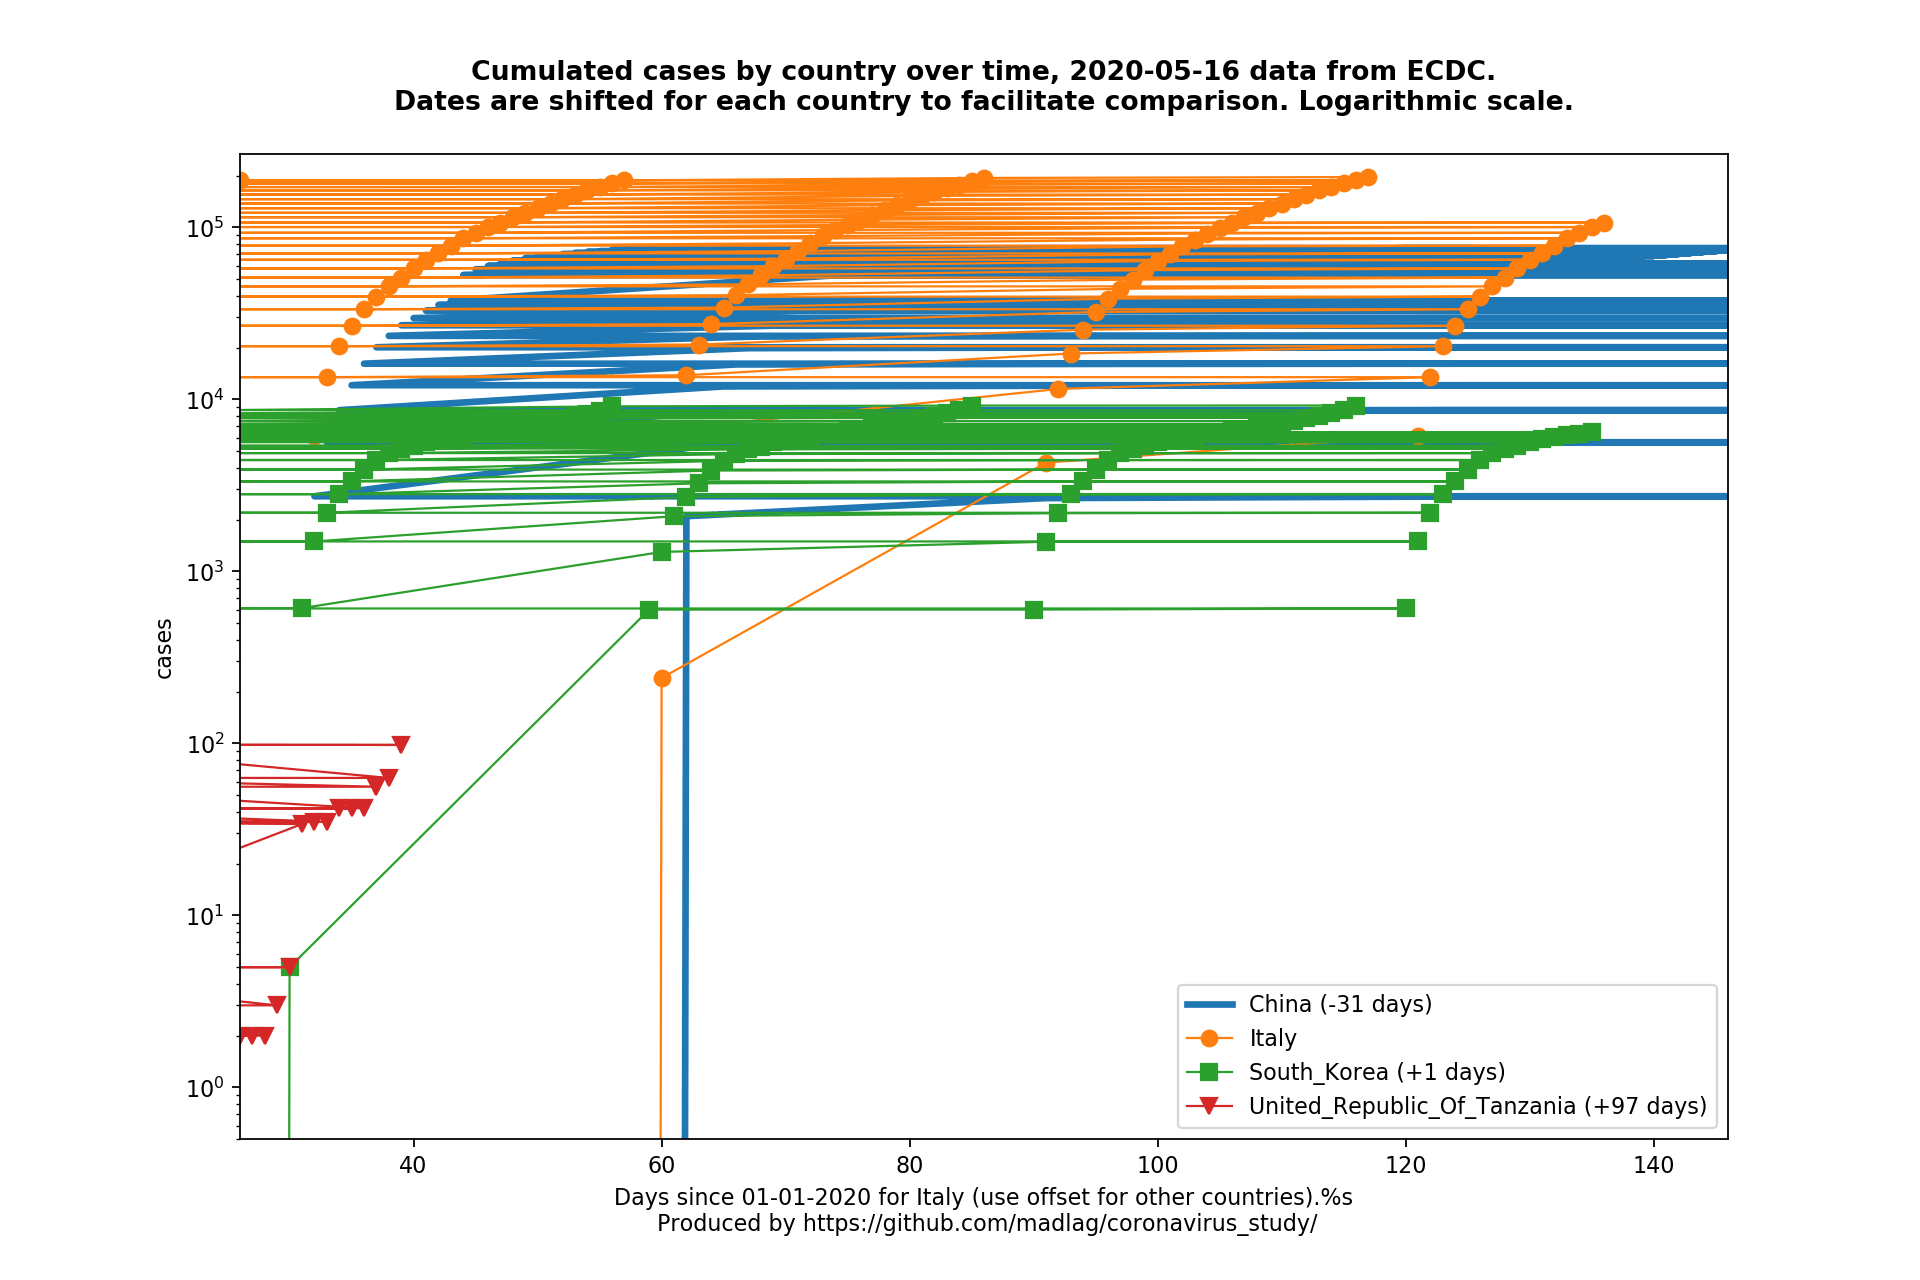 Cumulated cases by country over time, 2020-05-16 data from ECDC.
Dates are shifted for each country to facilitate comparison. Logarithmic scale.
10^5
10^4
10^3
10^2
10^1
10^0
cases
China (-31 days)
Italy
South_Korea (+1 days)
United_Republic_Of_Tanzania (+97 days)
40 60 80 100 120 140
Days since 01-01-2020 for Italy (use offset for other countries).%s
Produced by https://github.com/madlag/coronavirus_study/